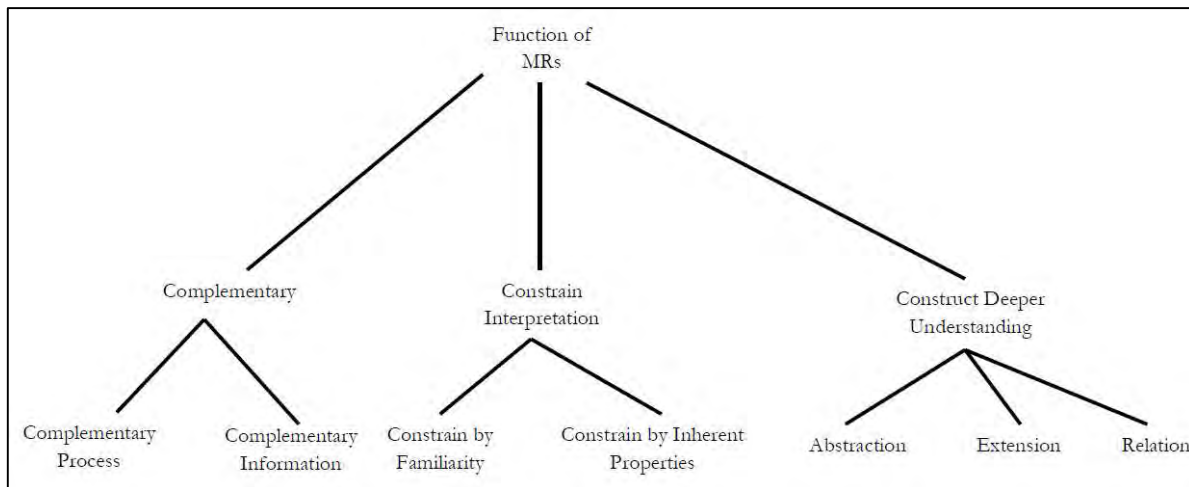 Function of
MRs
Complementary
Constrain
Interpretation
Construct Deeper
Understanding
Complementary
Process
Complementary
Information
Constrain by
Familiarity
Constrain by Inherent
Properties
Abstraction
Extension
Relation